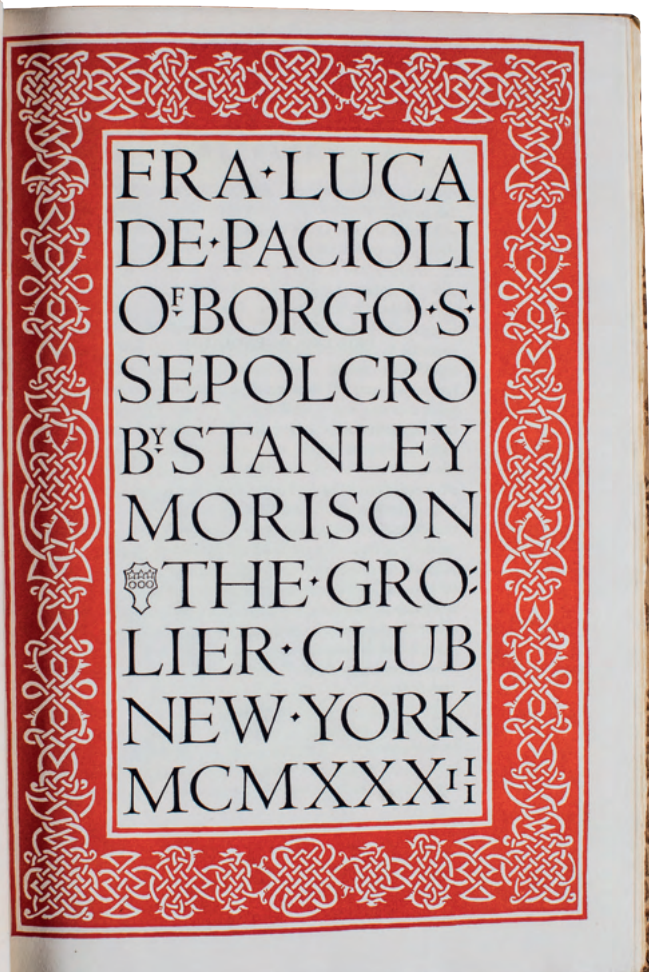 FRA·LUCA
DE·PACIOLI
OF BORGO·S·
SEPOLCRO
BY STANLEY
MORISON
THE·GRO:
LIER·CLUB
NEW·YORK
MCMXXXIII